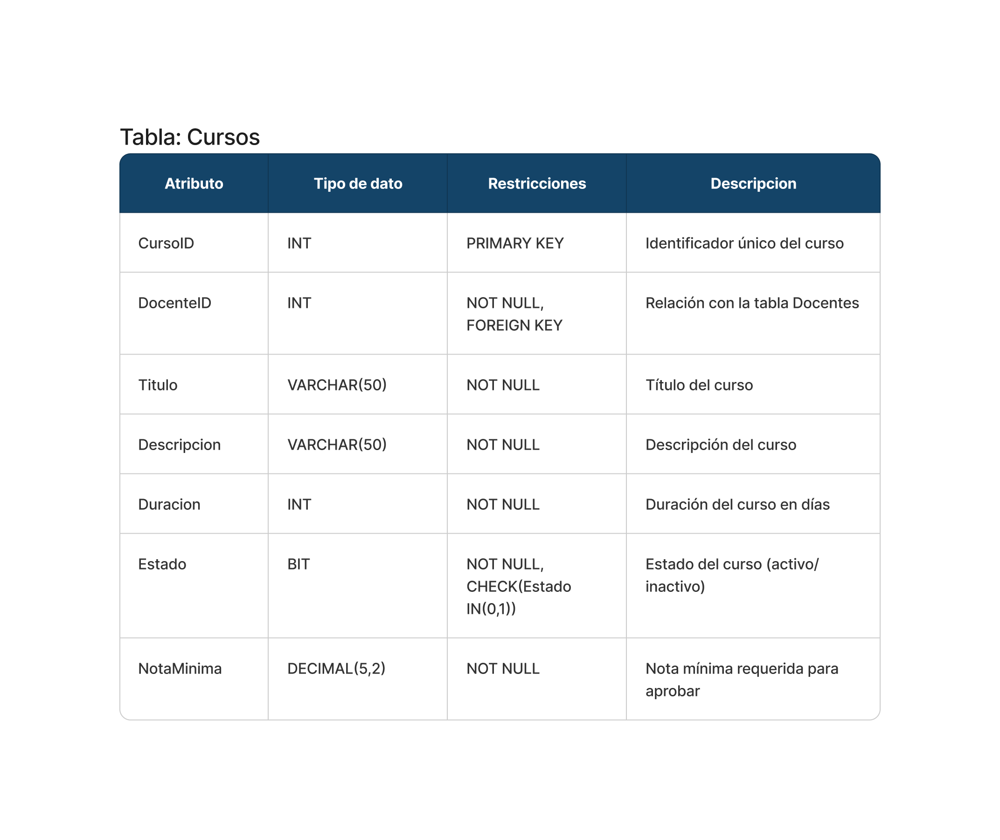 Tabla: Cursos
Atributo Tipo de dato Restricciones Descripcion
CursoID INT PRIMARY KEY Identificador único del curso
DocenteID INT NOT NULL, Relación con la tabla Docentes
FOREIGN KEY
Titulo VARCHAR(50) NOT NULL Título del curso
Descripcion VARCHAR(50) NOT NULL Descripción del curso
Duracion INT NOT NULL Duración del curso en días
Estado BIT NOT NULL, Estado del curso (activo/
CHECK(Estado inactivo)
IN(0,1))
NotaMinima DECIMAL(5,2) NOT NULL Nota mínima requerida para
aprobar